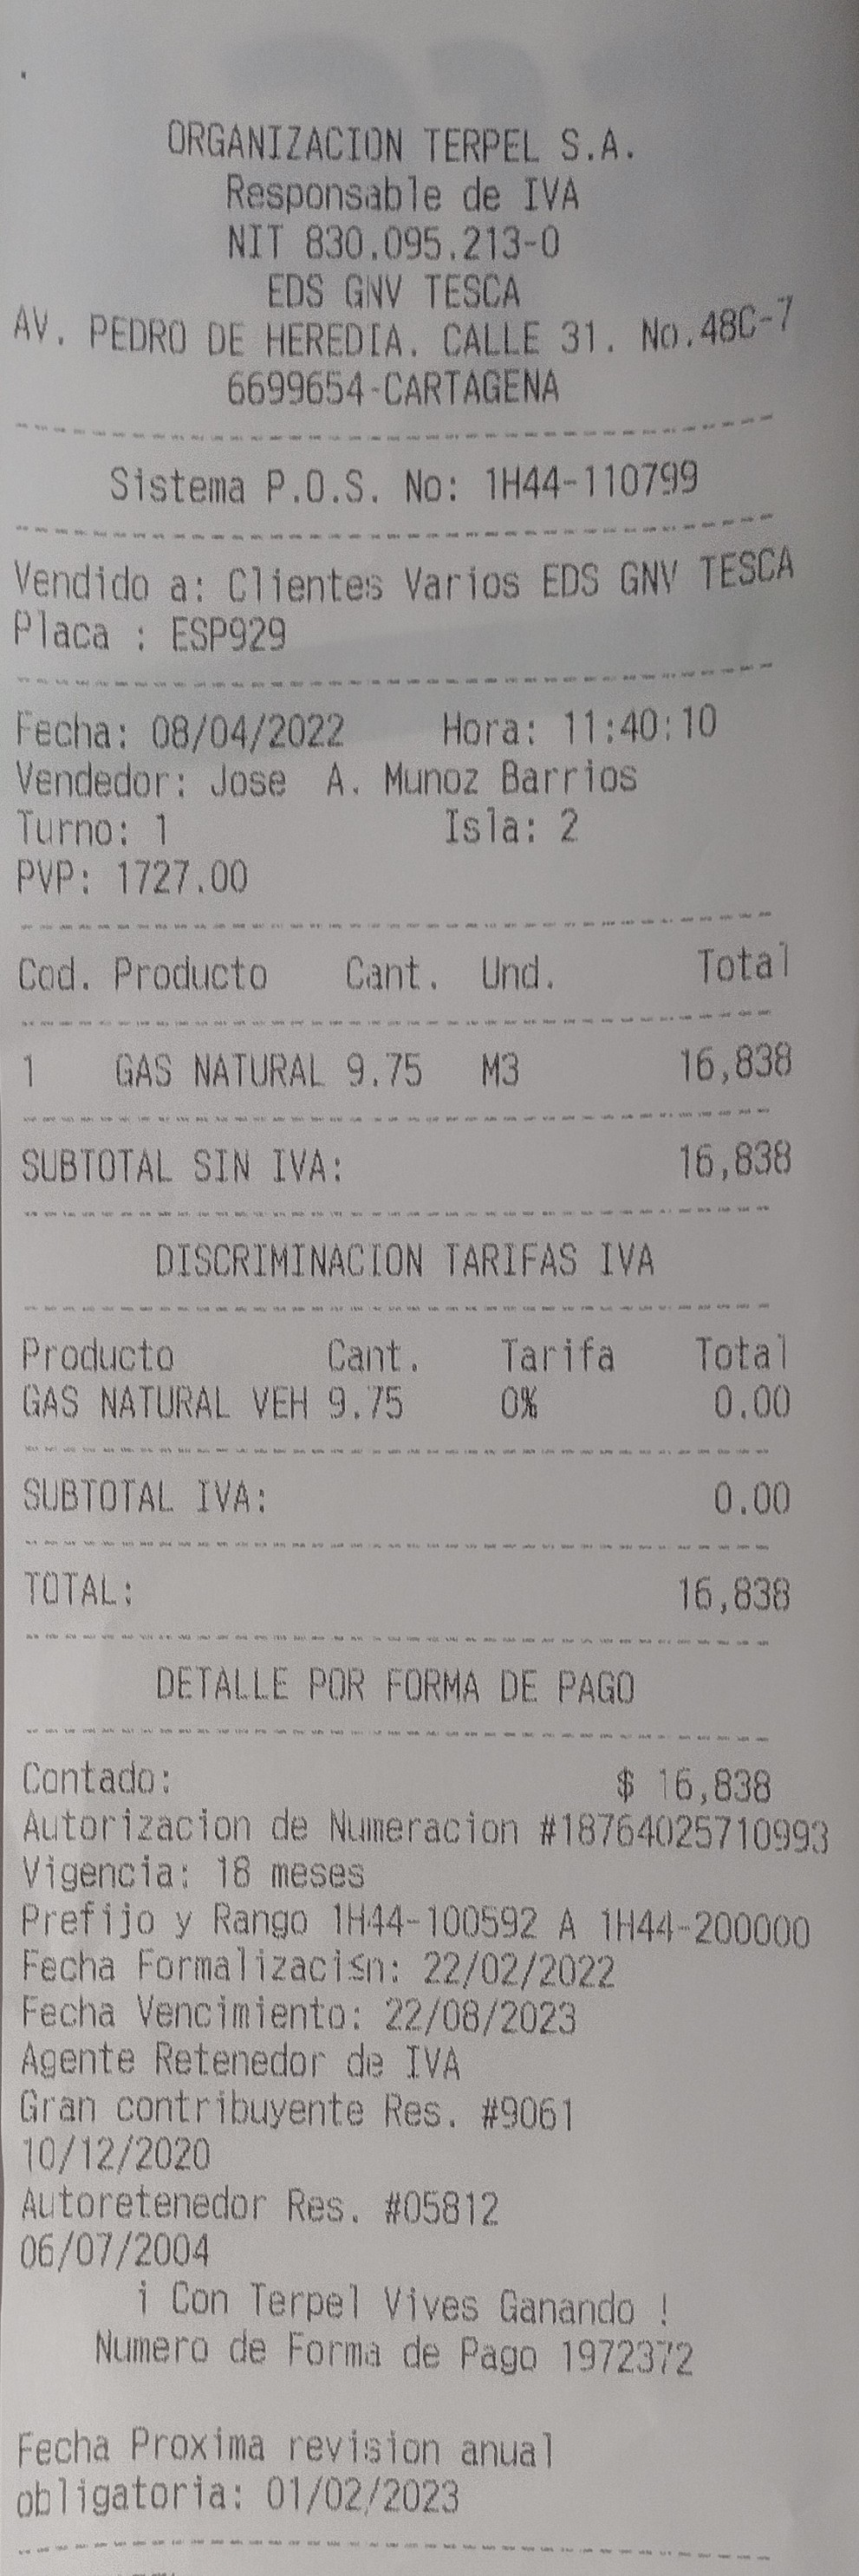 ORGANIZACION TERPEL S.A.
Responsable de IVA
NIT 830.095.213-0
EDS GNV TESCA
AV. PEDRO DE HEREDIA. CALLE 31. No.48C-7
6699654-CARTAGENA
Sistema P.O.S. No: 1H44-110799
Vendido a: Clientes Varios EDS GNV TESCA
Placa : ESP929
Fecha: 08/04/2022 Hora: 11:40:10
Vendedor: Jose A. Munoz Barrios
Turno: 1 Isla: 2
PVP: 1727.00
Cod. Producto Cant. Und. Total
1 GAS NATURAL 9.75 M3 16,838
SUBTOTAL SIN IVA: 16,838
DISCRIMINACION TARIFAS IVA
Producto Cant. Tarifa Total
GAS NATURAL VEH 9.75 0% 0.00
SUBTOTAL IVA: 0.00
TOTAL: 16,838
DETALLE POR FORMA DE PAGO
Contado: $ 16,838
Autorizacion de Numeracion #18764025710993
Vigencia: 18 meses
Prefijo y Rango 1H44-100592 A 1H44-200000
Fecha Formalizaci≤n: 22/02/2022
Fecha Vencimiento: 22/08/2023
Agente Retenedor de IVA
Gran contribuyente Res. #9061
10/12/2020
Autoretenedor Res. #05812
06/07/2004
¡ Con Terpel Vives Ganando !
Numero de Forma de Pago 1972372
Fecha Proxima revision anual
obligatoria: 01/02/2023